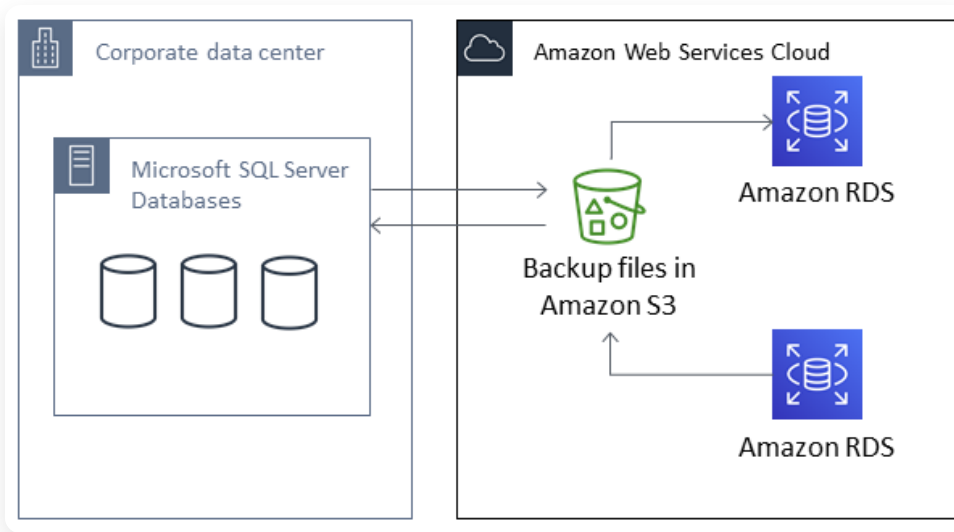 Corporate data center
Microsoft SQL Server
Databases
Amazon Web Services Cloud
Amazon RDS
Backup files in
Amazon S3
Amazon RDS